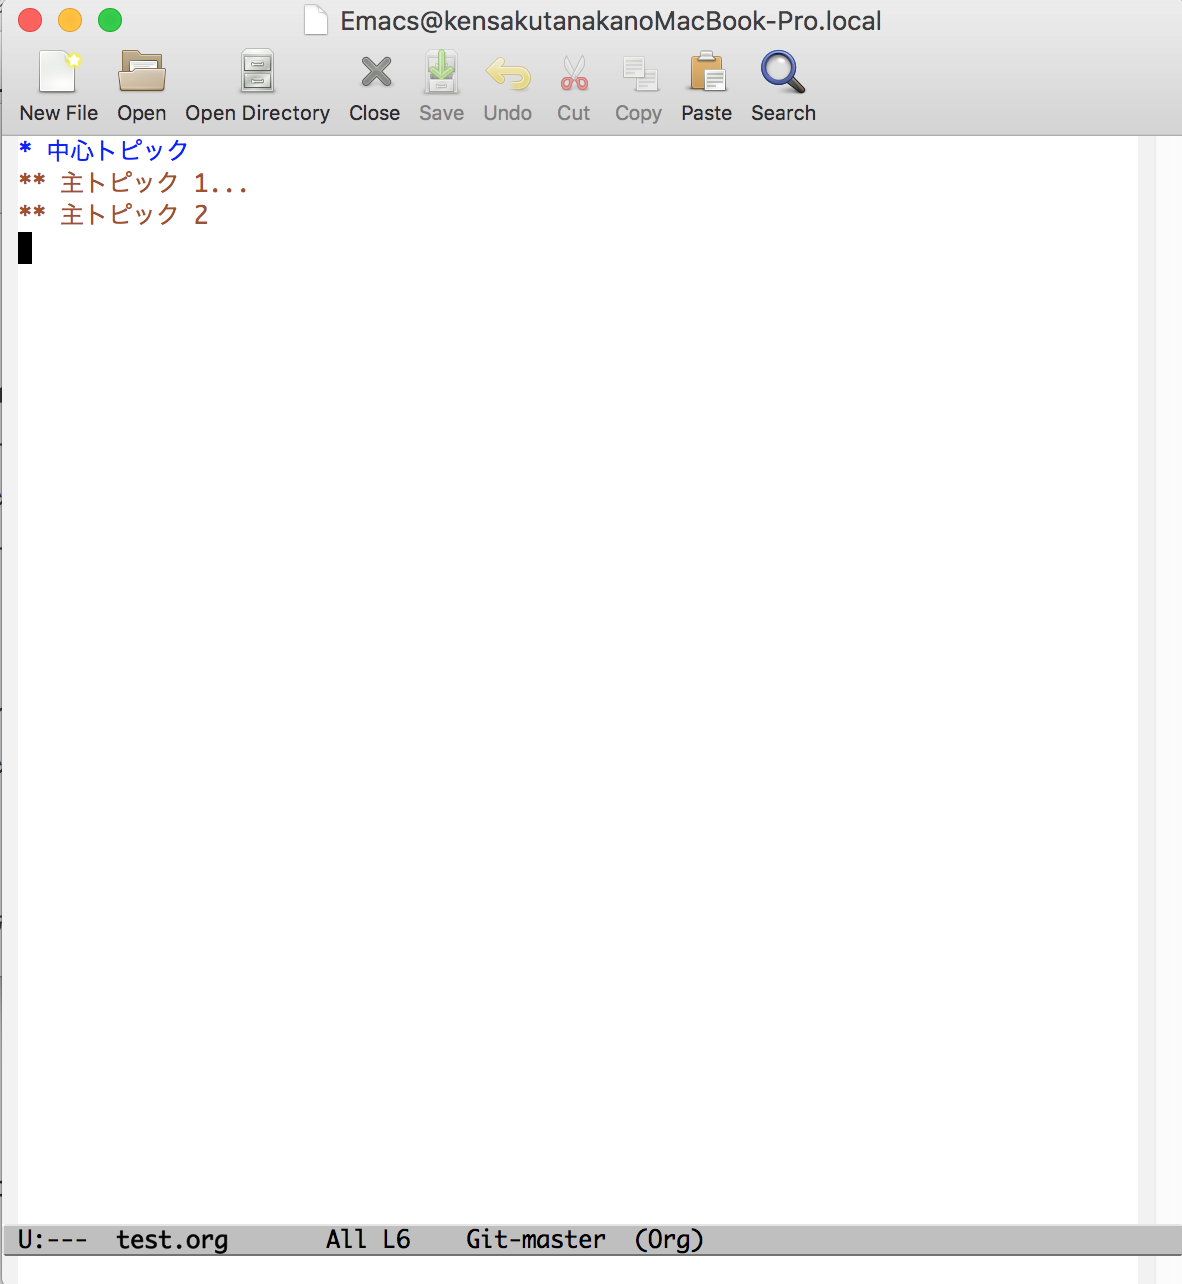 Emacs@kensakutanakanoMacBook-Pro.local
New File Open Open Directory Close Save Undo Cut Copy Paste Search
* 中心トピック
** 主トピック 1...
** 主トピック 2
U:--- test.org All L6 Git-master (Org)